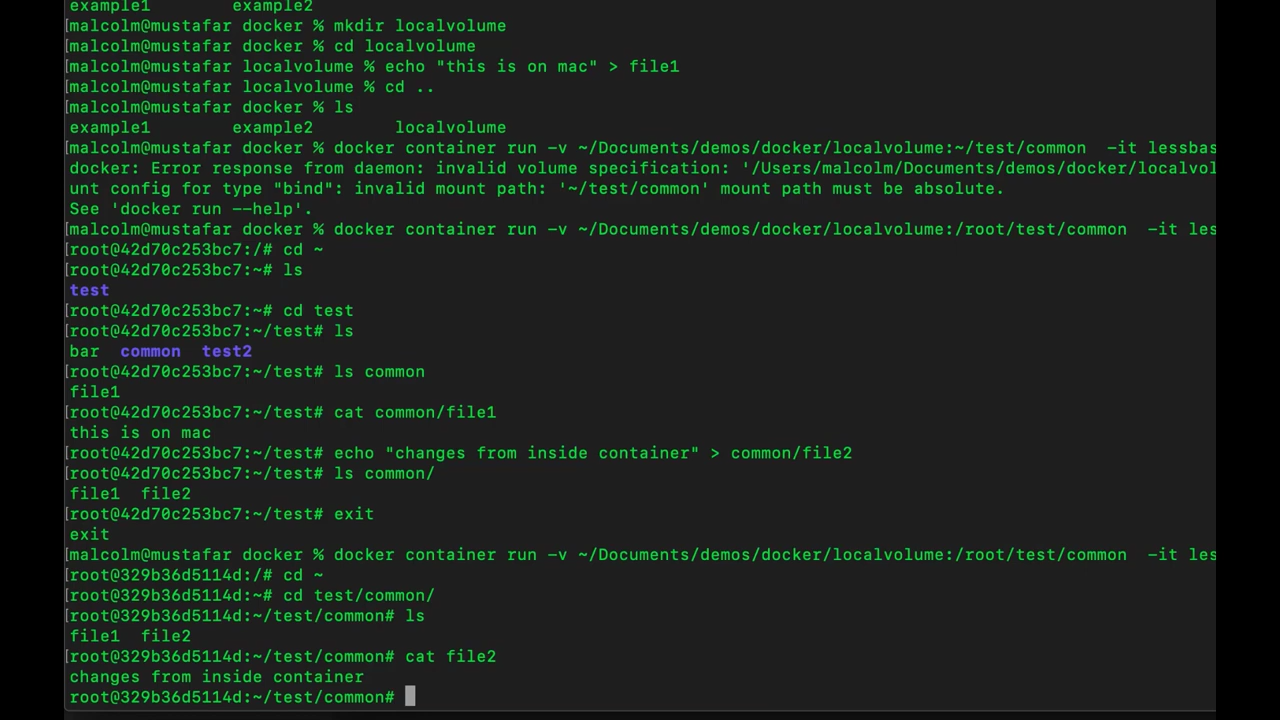 example1        example2
[malcolm@mustafar docker % mkdir localvolume
[malcolm@mustafar docker % cd localvolume
[malcolm@mustafar localvolume % echo "this is on mac" > file1
[malcolm@mustafar localvolume % cd ..
[malcolm@mustafar docker % ls
example1        example2        localvolume
[malcolm@mustafar docker % docker container run -v ~/Documents/demos/docker/localvolume:~/test/common  -it lessbas
docker: Error response from daemon: invalid volume specification: '/Users/malcolm/Documents/demos/docker/localvol
unt config for type "bind": invalid mount path: '~/test/common' mount path must be absolute.
See 'docker run --help'.
[malcolm@mustafar docker % docker container run -v ~/Documents/demos/docker/localvolume:/root/test/common  -it les
[root@42d70c253bc7:/# cd ~
[root@42d70c253bc7:~# ls
test
[root@42d70c253bc7:~# cd test
[root@42d70c253bc7:~/test# ls
bar  common  test2
[root@42d70c253bc7:~/test# ls common
file1
[root@42d70c253bc7:~/test# cat common/file1
this is on mac
[root@42d70c253bc7:~/test# echo "changes from inside container" > common/file2
[root@42d70c253bc7:~/test# ls common/
file1  file2
[root@42d70c253bc7:~/test# exit
exit
[malcolm@mustafar docker % docker container run -v ~/Documents/demos/docker/localvolume:/root/test/common  -it les
[root@329b36d5114d:/# cd ~
[root@329b36d5114d:~# cd test/common/
[root@329b36d5114d:~/test/common# ls
file1  file2
[root@329b36d5114d:~/test/common# cat file2
changes from inside container
root@329b36d5114d:~/test/common#